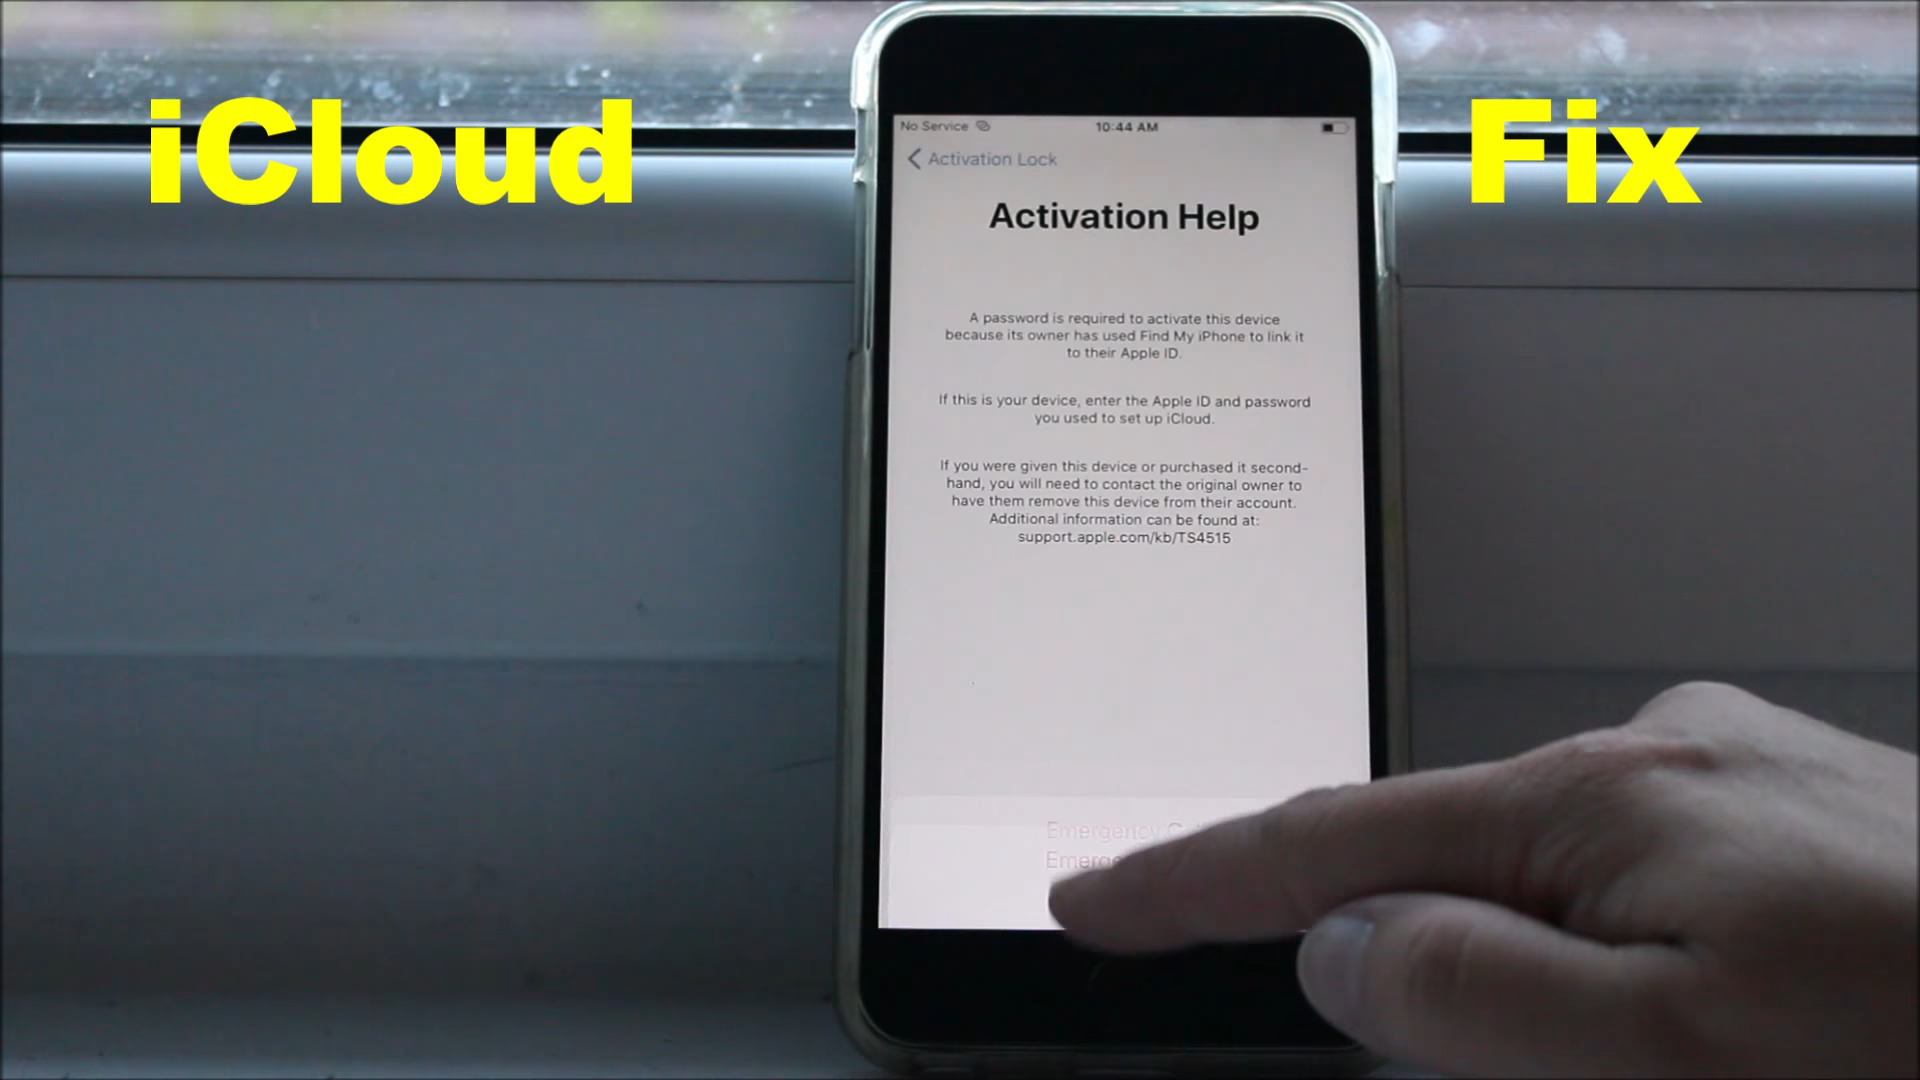 iCloud
Fix
No Service
10:44 AM
Activation Lock
Activation Help
A password is required to activate this device
because its owner has used Find My iPhone to link it
to their Apple ID.
If this is your device, enter the Apple ID and password
you used to set up iCloud.
If you were given this device or purchased it second-
hand, you will need to contact the original owner to
have them remove this device from their account.
Additional information can be found at:
support.apple.com/kb/TS4515
Emergency